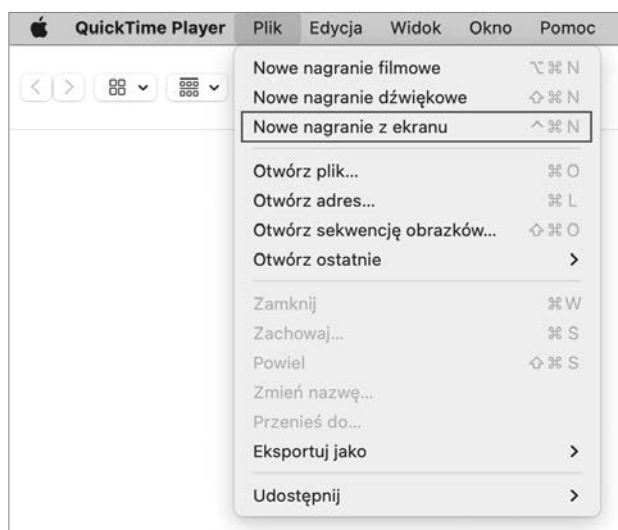 QuickTime Player Plik Edycja Widok Okno Pomoc
Nowe nagranie filmowe ⌥⌘N
Nowe nagranie dźwiękowe ⇧⌘N
Nowe nagranie z ekranu ^⌘N
Otwórz plik... ⌘O
Otwórz adres... ⌘L
Otwórz sekwencję obrazków... ⇧⌘O
Otwórz ostatnie >
Zamknij ⌘W
Zachowaj... ⌘S
Powiel ⇧⌘S
Zmień nazwę...
Przenieś do...
Eksportuj jako >
Udostępnij >